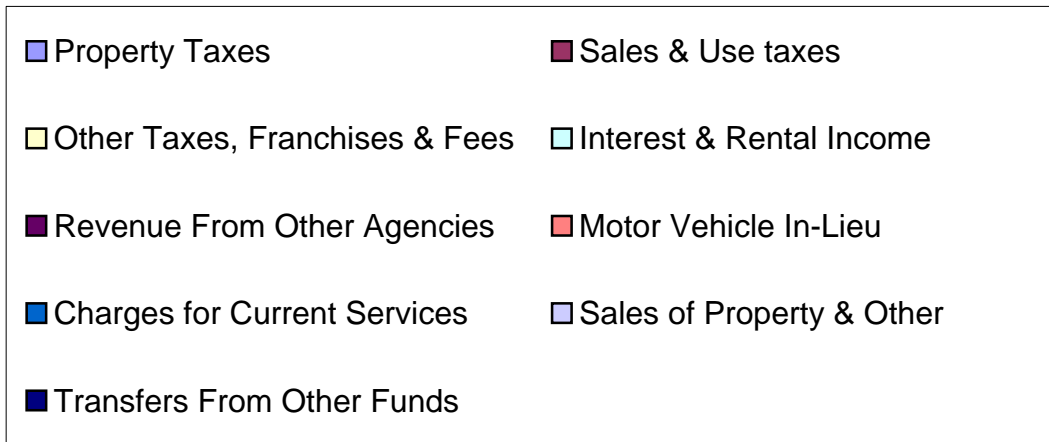 Property Taxes
Sales & Use taxes
Other Taxes, Franchises & Fees
Interest & Rental Income
Revenue From Other Agencies
Motor Vehicle In-Lieu
Charges for Current Services
Sales of Property & Other
Transfers From Other Funds